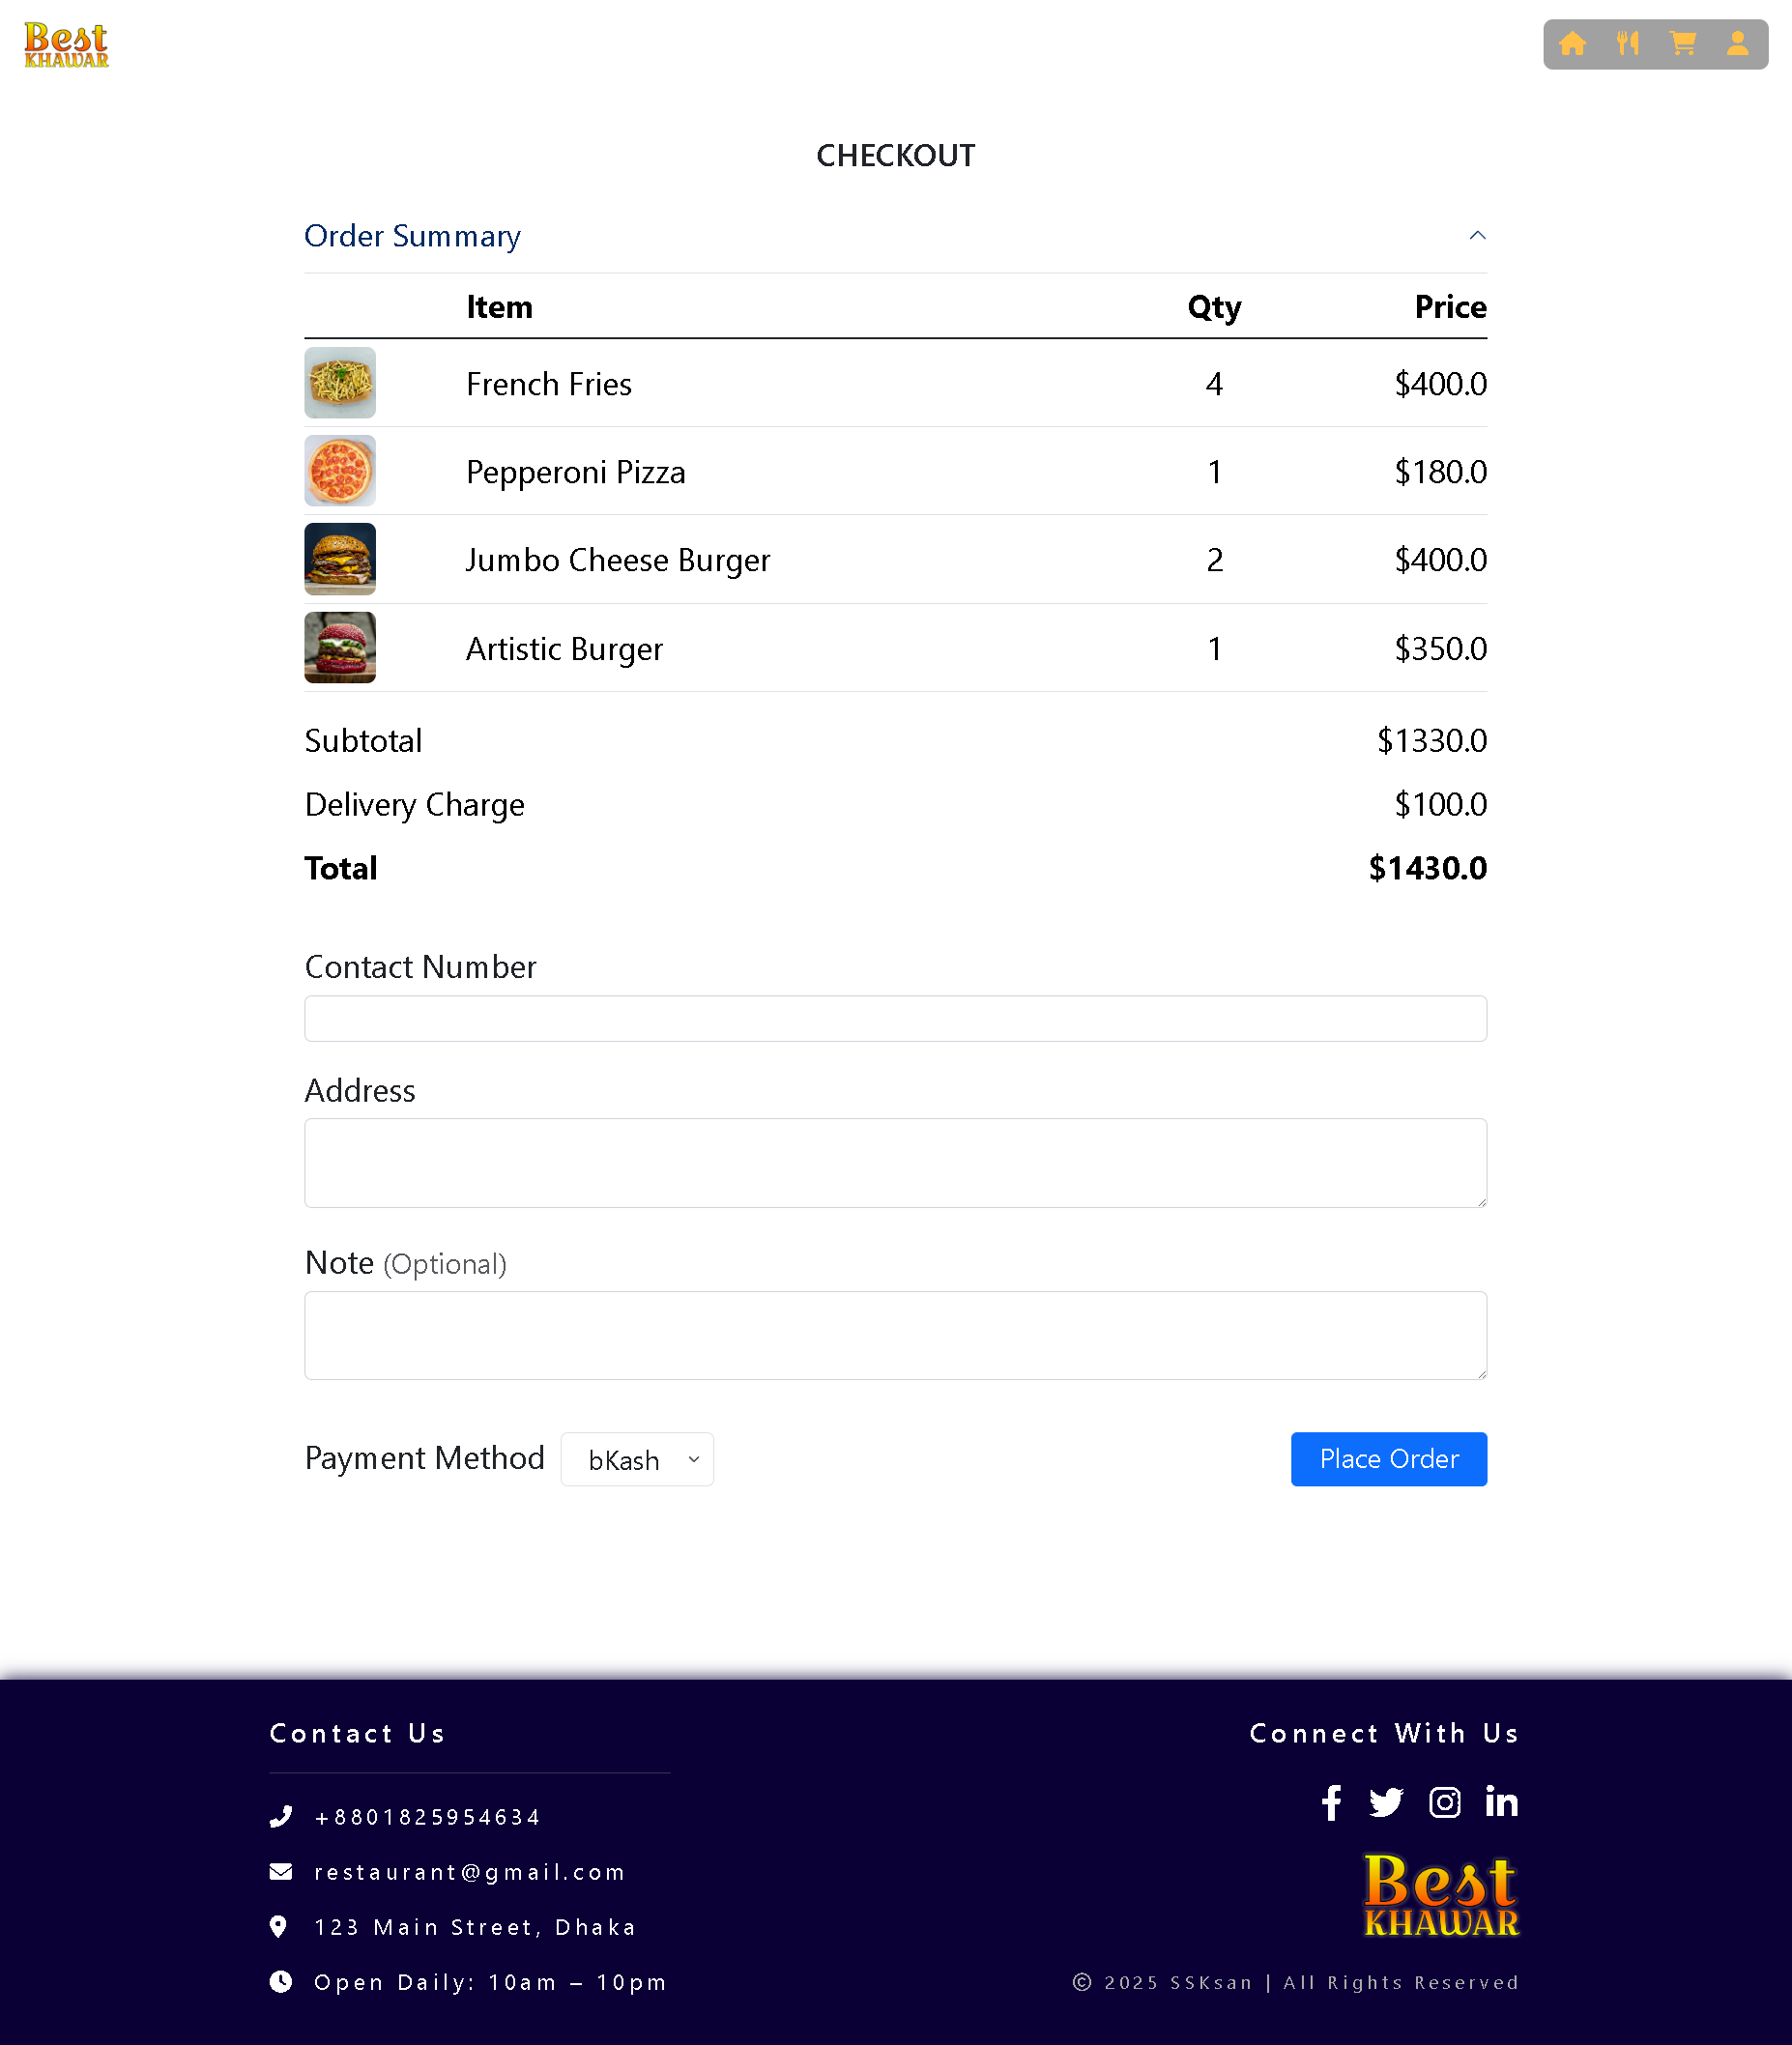 Best
KHAWAR
CHECKOUT
Order Summary
Item Qty Price
French Fries 4 $400.0
Pepperoni Pizza 1 $180.0
Jumbo Cheese Burger 2 $400.0
Artistic Burger 1 $350.0
Subtotal $1330.0
Delivery Charge $100.0
Total $1430.0
Contact Number
Address
Note (Optional)
Payment Method bKash Place Order
Contact Us
+8801825954634
restaurant@gmail.com
123 Main Street, Dhaka
Open Daily: 10am – 10pm
Connect With Us
Best
KHAWAR
© 2025 SSKsan | All Rights Reserved